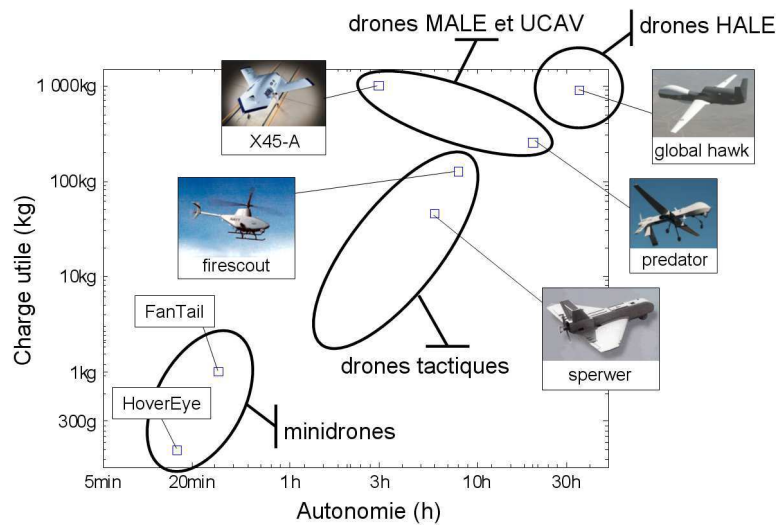 drones MALE et UCAV
drones HALE
1 000kg
X45-A
global hawk
100kg
firescout
predator
10kg
Charge utile (kg)
FanTail
drones tactiques
sperwer
1kg
HoverEye
300g
minidrones
5min
20min
1h
3h
10h
30h
Autonomie (h)